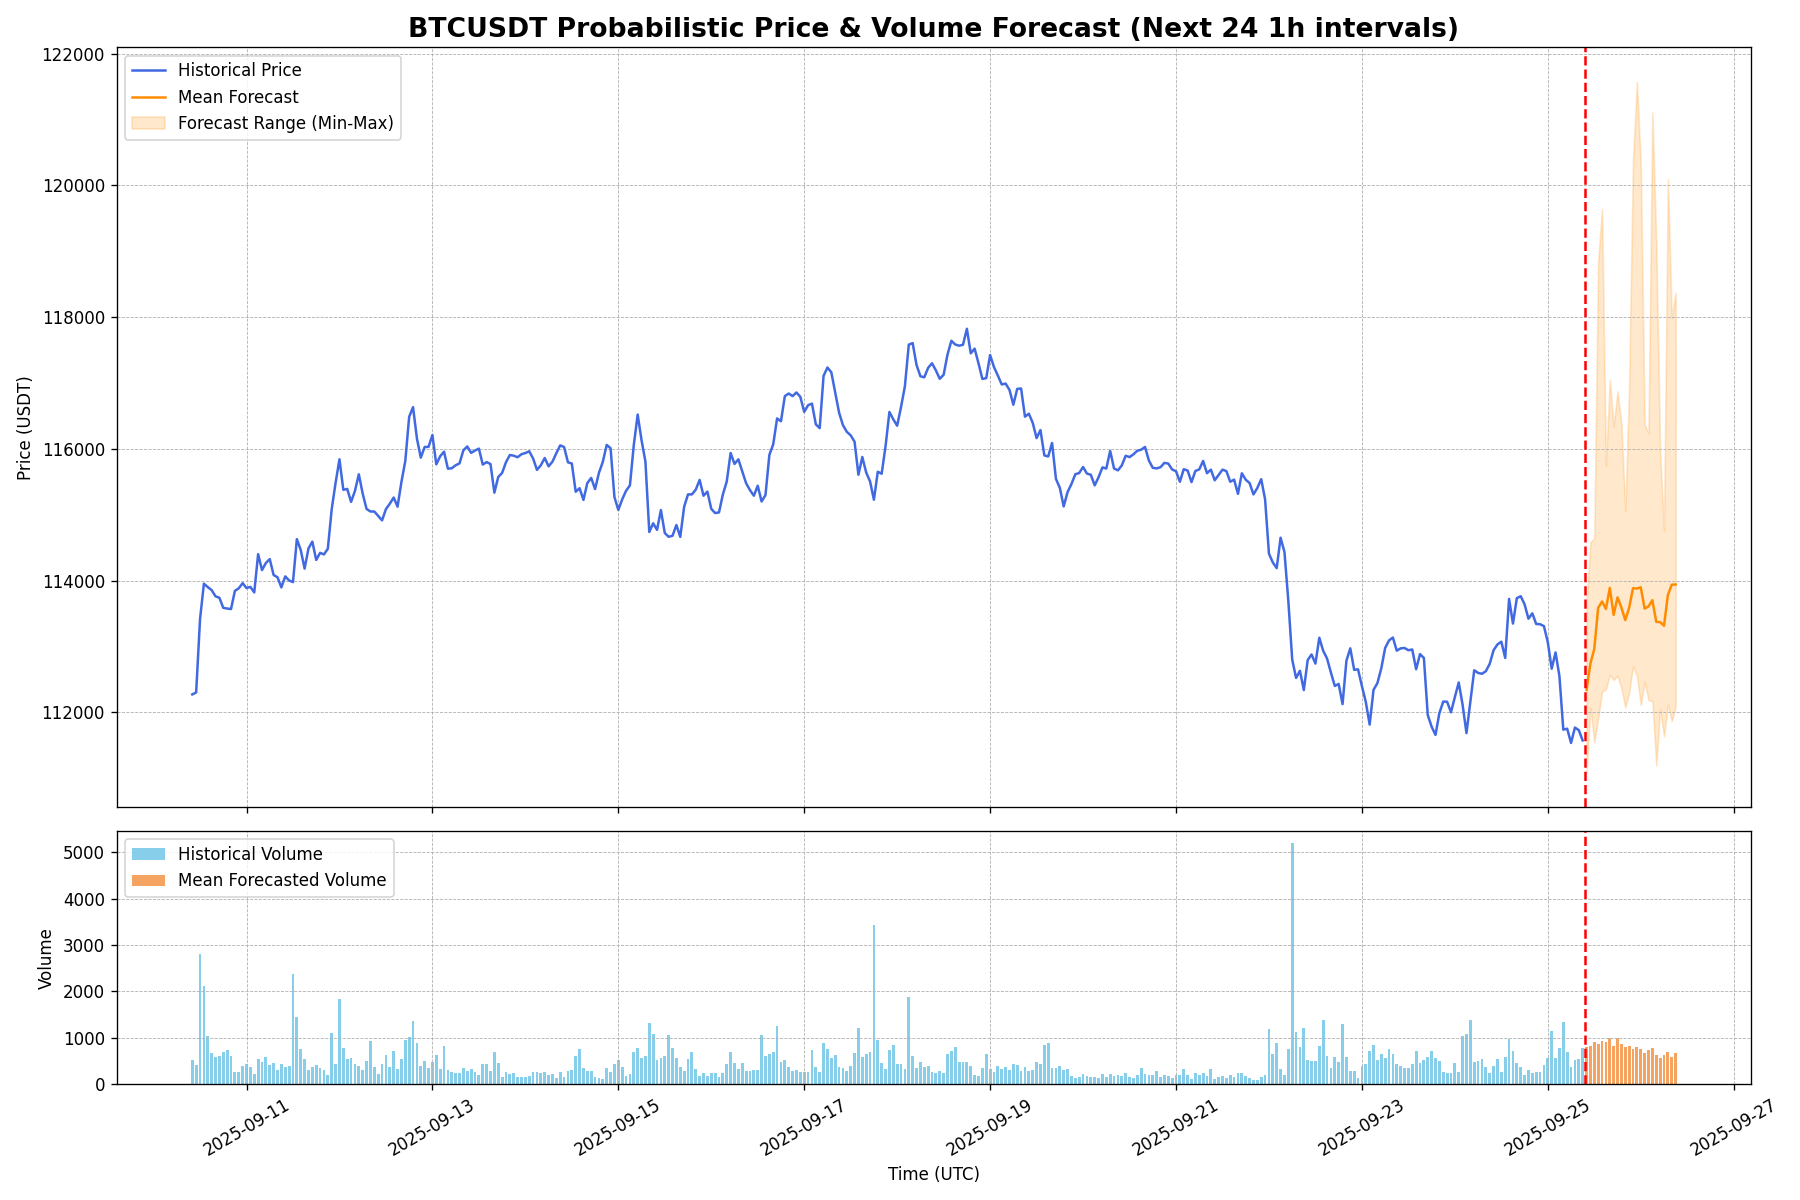 BTCUSDT Probabilistic Price & Volume Forecast (Next 24 1h intervals)
122000
120000
118000
116000
114000
112000
Price (USDT)
Historical Price
Mean Forecast
Forecast Range (Min-Max)
5000
4000
3000
2000
1000
0
Volume
Historical Volume
Mean Forecasted Volume
2025-09-11
2025-09-13
2025-09-15
2025-09-17
2025-09-19
2025-09-21
2025-09-23
2025-09-25
2025-09-27
Time (UTC)